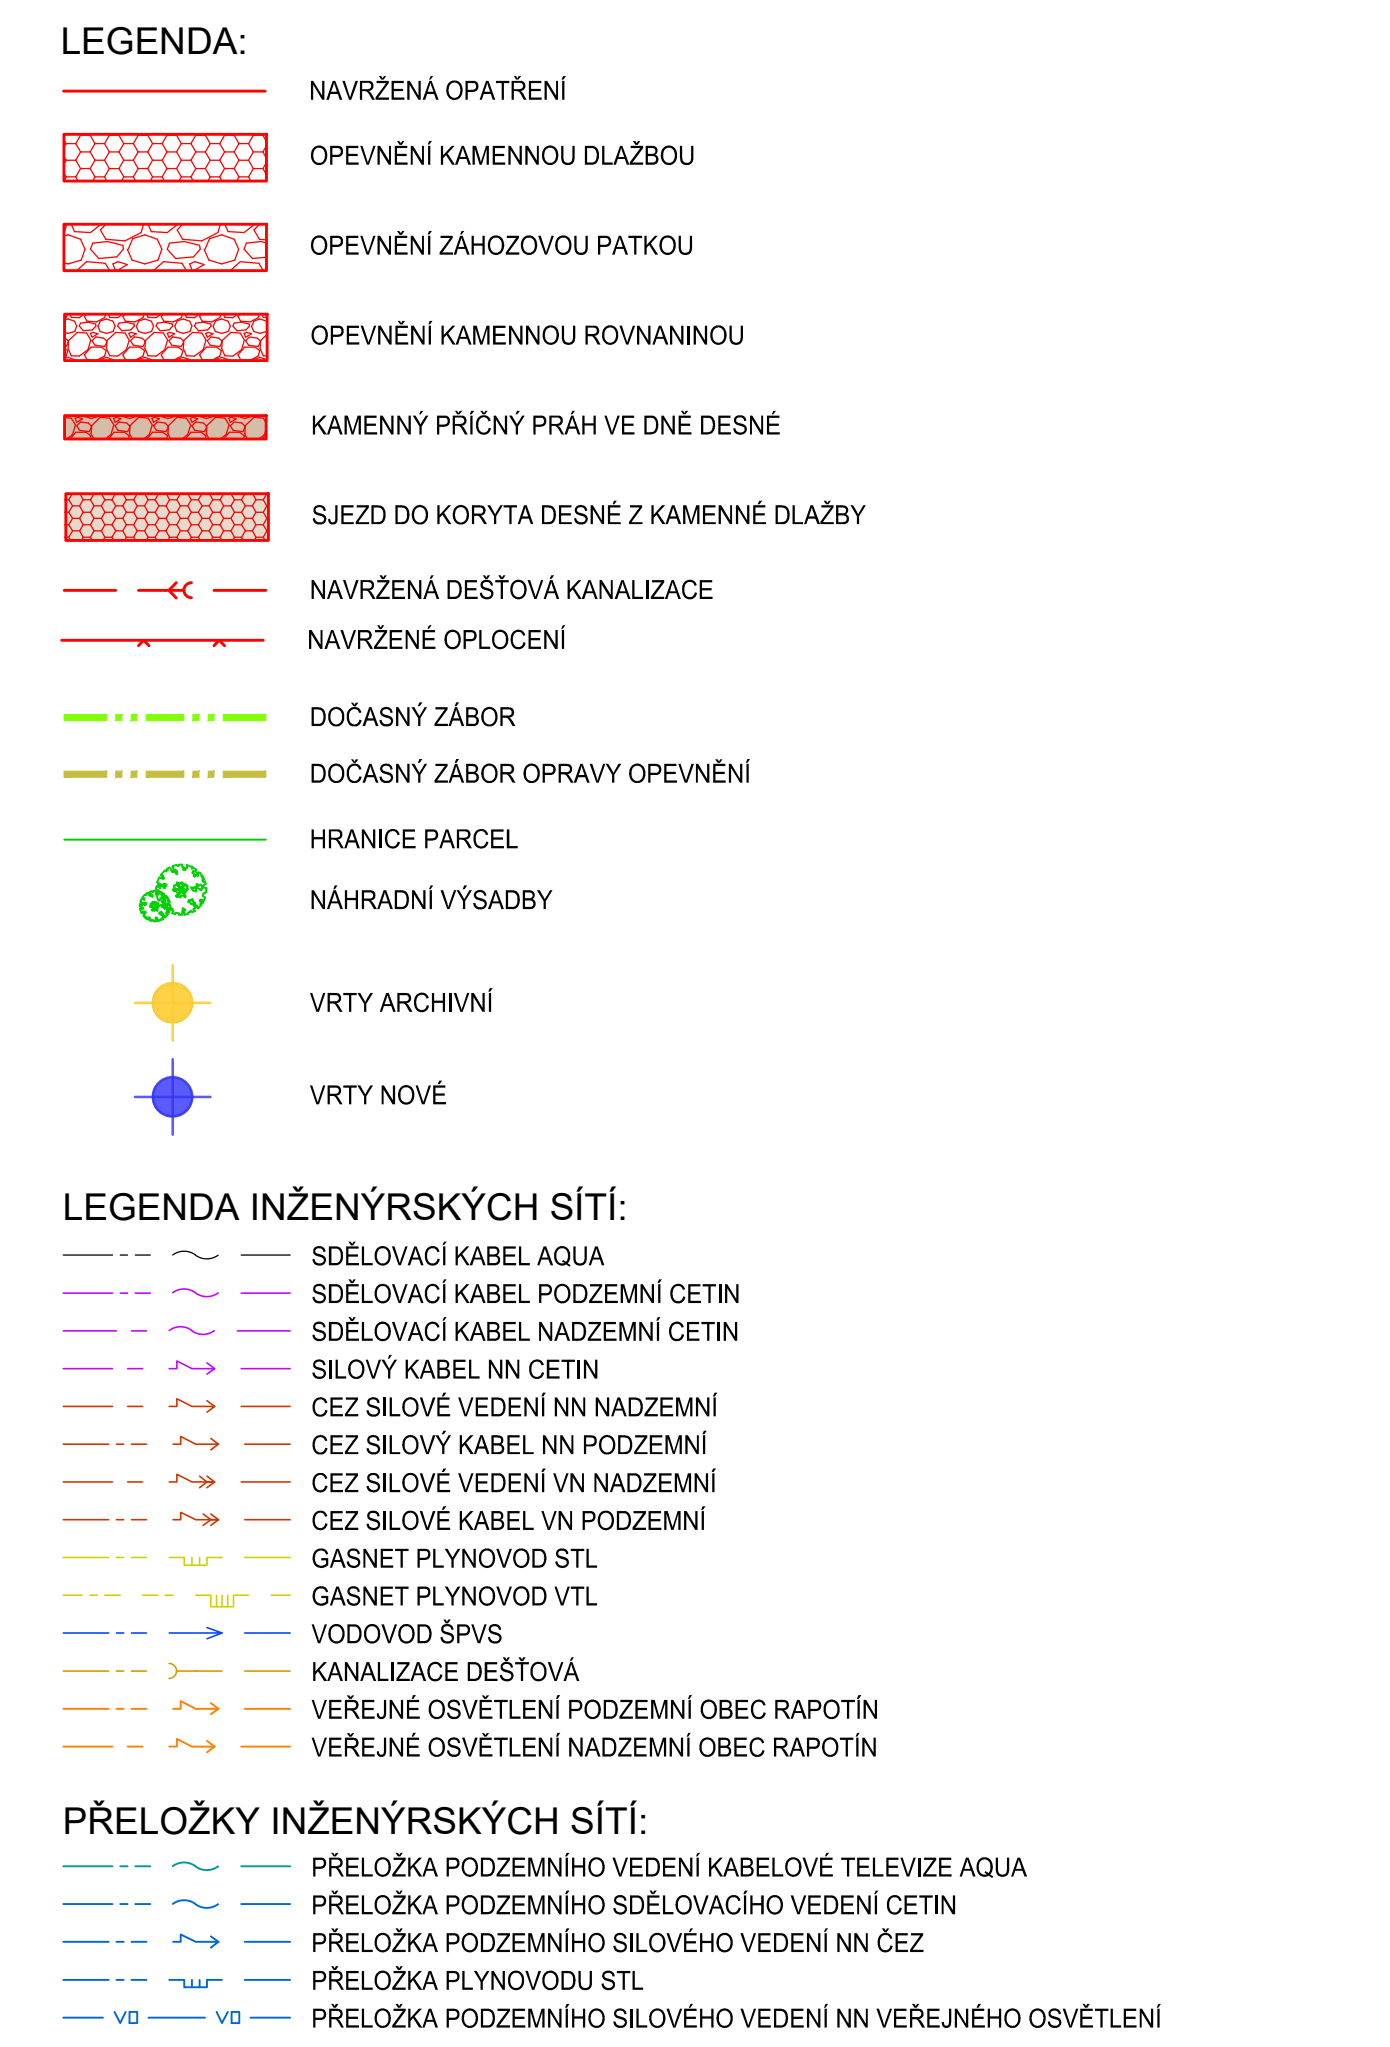 LEGENDA:
NAVRŽENÁ OPATŘENÍ
OPEVNĚNÍ KAMENNOU DLAŽBOU
OPEVNĚNÍ ZÁHOZOVOU PATKOU
OPEVNĚNÍ KAMENNOU ROVNANINOU
KAMENNÝ PŘÍČNÝ PRÁH VE DNĚ DESNÉ
SJEZD DO KORYTA DESNÉ Z KAMENNÉ DLAŽBY
NAVRŽENÁ DEŠŤOVÁ KANALIZACE
NAVRŽENÉ OPLOCENÍ
DOČASNÝ ZÁBOR
DOČASNÝ ZÁBOR OPRAVY OPEVNĚNÍ
HRANICE PARCEL
NÁHRADNÍ VÝSADBY
VRTY ARCHIVNÍ
VRTY NOVÉ
LEGENDA INŽENÝRSKÝCH SÍTÍ:
SDĚLOVACÍ KABEL AQUA
SDĚLOVACÍ KABEL PODZEMNÍ CETIN
SDĚLOVACÍ KABEL NADZEMNÍ CETIN
SILOVÝ KABEL NN CETIN
CEZ SILOVÉ VEDENÍ NN NADZEMNÍ
CEZ SILOVÝ KABEL NN PODZEMNÍ
CEZ SILOVÉ VEDENÍ VN NADZEMNÍ
CEZ SILOVÉ KABEL VN PODZEMNÍ
GASNET PLYNOVOD STL
GASNET PLYNOVOD VTL
VODOVOD ŠPVS
KANALIZACE DEŠŤOVÁ
VEŘEJNÉ OSVĚTLENÍ PODZEMNÍ OBEC RAPOTÍN
VEŘEJNÉ OSVĚTLENÍ NADZEMNÍ OBEC RAPOTÍN
PŘELOŽKY INŽENÝRSKÝCH SÍTÍ:
PŘELOŽKA PODZEMNÍHO VEDENÍ KABELOVÉ TELEVIZE AQUA
PŘELOŽKA PODZEMNÍHO SDĚLOVACÍHO VEDENÍ CETIN
PŘELOŽKA PODZEMNÍHO SILOVÉHO VEDENÍ NN ČEZ
PŘELOŽKA PLYNOVODU STL
VO VO PŘELOŽKA PODZEMNÍHO SILOVÉHO VEDENÍ NN VEŘEJNÉHO OSVĚTLENÍ